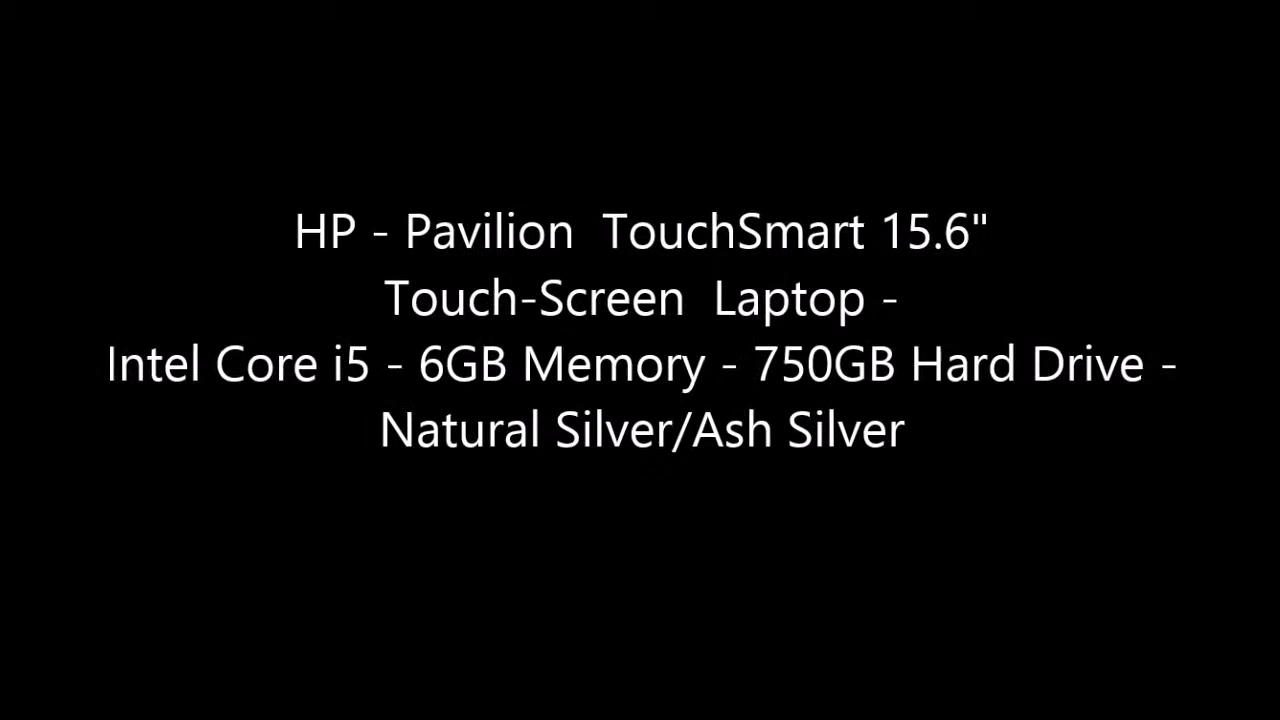 HP - Pavilion  TouchSmart 15.6"
Touch-Screen  Laptop -
Intel Core i5 - 6GB Memory - 750GB Hard Drive -
Natural Silver/Ash Silver